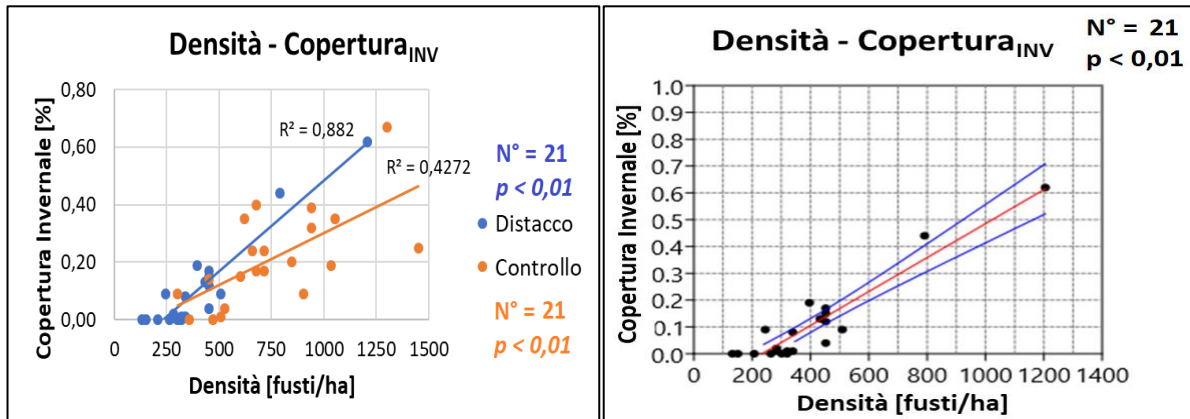 Densità - CoperturaINV
0,80
0,60
0,40
0,20
0,00
0
250
500
750
1000
1250
1500
Copertura Invernale [%]
Densità [fusti/ha]
R² = 0,882
R² = 0,4272
N° = 21
p < 0,01
Distacco
Controllo
N° = 21
p < 0,01
Densità - CoperturaINV
N° = 21
p < 0,01
1.0
0.9
0.8
0.7
0.6
0.5
0.4
0.3
0.2
0.1
0.0
0
200
400
600
800
1000
1200
1400
Copertura Invernale [%]
Densità [fusti/ha]